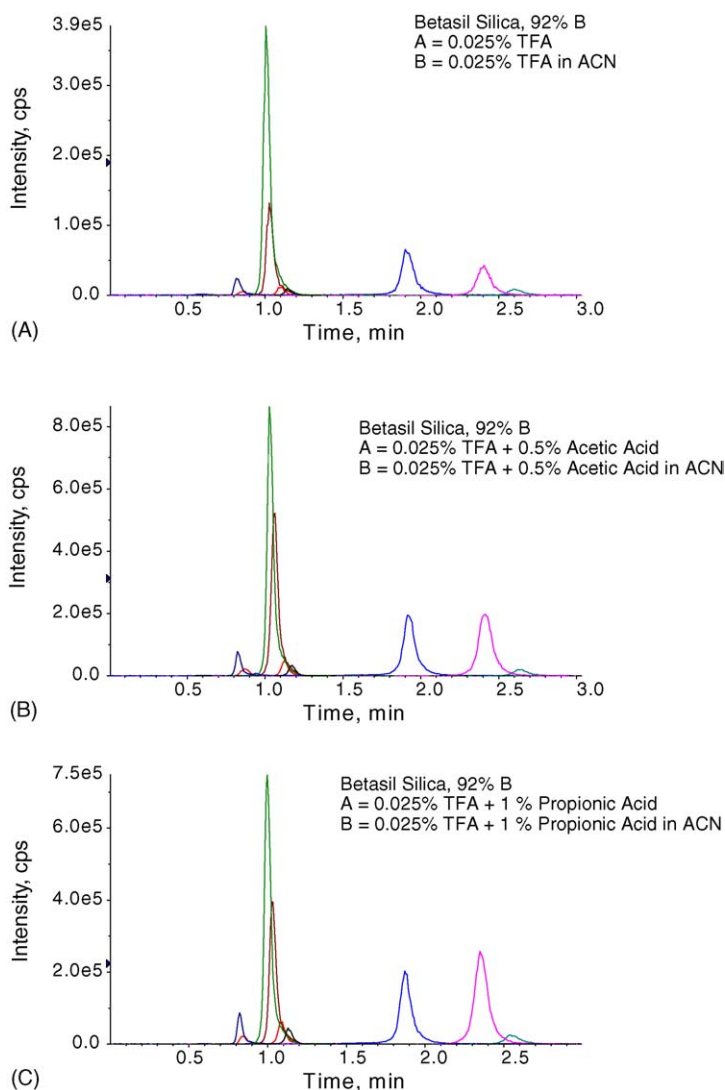 3.9e5
Betasil Silica, 92% B
A = 0.025% TFA
B = 0.025% TFA in ACN
Intensity, cps
2.0e5
1.0e5
0.0
0.5 1.0 1.5 2.0 2.5 3.0
Time, min
(A)
8.0e5
Betasil Silica, 92% B
A = 0.025% TFA + 0.5% Acetic Acid
B = 0.025% TFA + 0.5% Acetic Acid in ACN
Intensity, cps
6.0e5
4.0e5
2.0e5
0.0
0.5 1.0 1.5 2.0 2.5 3.0
Time, min
(B)
7.5e5
Betasil Silica, 92% B
A = 0.025% TFA + 1 % Propionic Acid
B = 0.025% TFA + 1 % Propionic Acid in ACN
Intensity, cps
6.0e5
4.0e5
2.0e5
0.0
0.5 1.0 1.5 2.0 2.5
Time, min
(C)